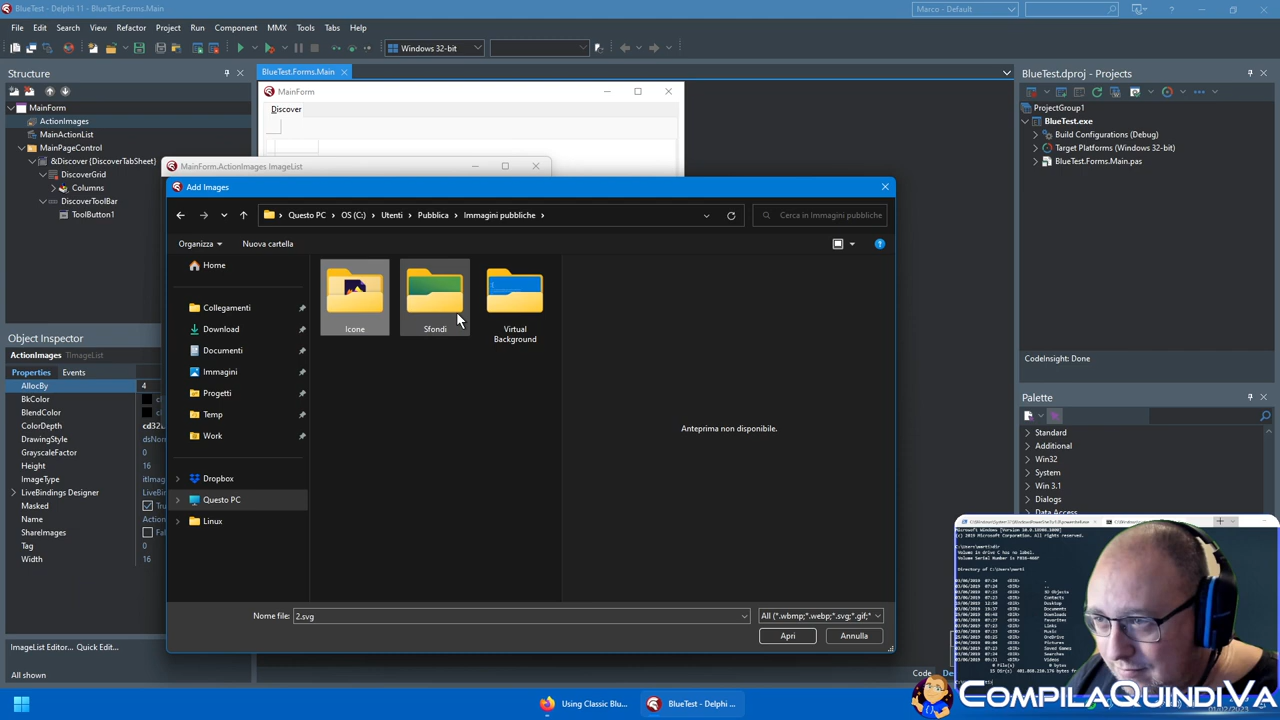 BlueTest - Delphi 11 - BlueTest.Forms.Main
Marco - Default
File Edit Search View Refactor Project Run Component MMX Tools Tabs Help
Windows 32-bit
Structure
MainForm
ActionImages
MainActionList
MainPageControl
&Discover {DiscoverTabSheet}
DiscoverGrid
Columns
DiscoverToolBar
ToolButton1
BlueTest.Forms.Main
MainForm
Discover
MainForm.ActionImages ImageList
Add Images
Questo PC > OS (C:) > Utenti > Pubblica > Immagini pubbliche >
Cerca in Immagini pubbliche
Organizza
Nuova cartella
Home
Collegamenti
Download
Documenti
Immagini
Progetti
Temp
Work
Dropbox
Questo PC
Linux
Icone
Sfondi
Virtual
Background
Anteprima non disponibile.
Nome file: 2.svg
All (*.wbmp;*.webp;*.svg;*.gif;*
Apri
Annulla
Object Inspector
ActionImages TImageList
Properties Events
AllocBy 4
BkColor
BlendColor
ColorDepth
DrawingStyle
GrayscaleFactor 0
Height 16
ImageType
LiveBindings Designer
Masked
Name
ShareImages
Tag 0
Width 16
ImageList Editor... Quick Edit...
All shown
BlueTest.dproj - Projects
ProjectGroup1
BlueTest.exe
Build Configurations (Debug)
Target Platforms (Windows 32-bit)
BlueTest.Forms.Main.pas
CodeInsight: Done
Palette
Standard
Additional
Win32
System
Win 3.1
Dialogs
Data Access
Code
Using Classic Blu...
BlueTest - Delphi ...
CompilaQuindiVa